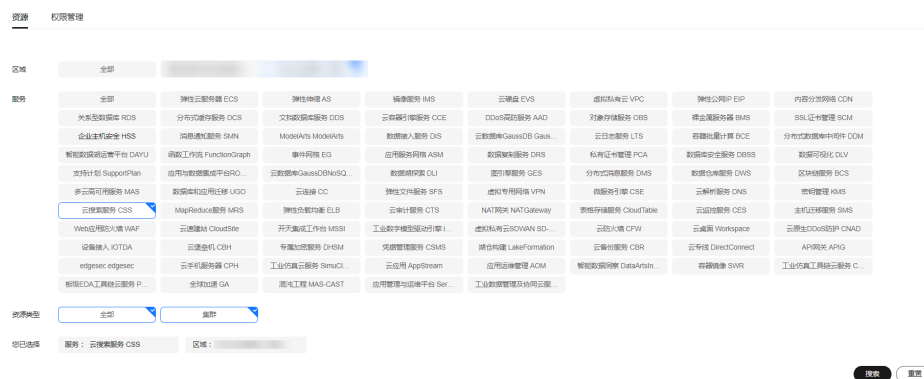 资源 权限管理
区域 全部
服务 全部 弹性云服务器 ECS 弹性伸缩 AS 镜像服务 IMS 云硬盘 EVS 虚拟私有云 VPC 弹性公网IP EIP 内容分发网络 CDN
关系型数据库 RDS 分布式缓存服务 DCS 文档数据库服务 DDS 云容器引擎服务 CCE DDoS高防服务 AAD 对象存储服务 OBS 裸金属服务器 BMS SSL证书管理 SCM
企业主机安全 HSS 消息通知服务 SMN ModelArts ModelArts 数据接入服务 DIS 云数据库GaussDB Gaus... 云日志服务 LTS 容器批量计算 BCE 分布式数据库中间件 DDM
智能数据湖运营平台 DAYU 函数工作流 FunctionGraph 事件网格 EG 应用服务网格 ASM 数据复制服务 DRS 私有证书管理 PCA 数据库安全服务 DBSS 数据可视化 DLV
支持计划 SupportPlan 应用与数据集成平台RO... 云数据库GaussDBNoSQ... 数据湖探索 DLI 图引擎服务 GES 分布式消息服务 DMS 数据仓库服务 DWS 区块链服务 BCS
多云高可用服务 MAS 数据库和应用迁移 UGO 云连接 CC 弹性文件服务 SFS 虚拟专用网络 VPN 微服务引擎 CSE 云解析服务 DNS 密钥管理 KMS
云搜索服务 CSS MapReduce服务 MRS 弹性负载均衡 ELB 云审计服务 CTS NAT网关 NATGateway 表格存储服务 CloudTable 云监控服务 CES 主机迁移服务 SMS
Web应用防火墙 WAF 云速建站 CloudSite 开天集成工作台 MSSI 工业数字模型驱动引擎 I... 虚拟私有云SDWAN SD-... 云防火墙 CFW 云桌面 Workspace 云原生DDoS防护 CNAD
设备接入 IOTDA 云堡垒机 CBH 专属加密服务 DHSM 凭据管理服务 CSMS 湖仓构建 LakeFormation 云备份服务 CBR 云专线 DirectConnect API网关 APIG
edgesec edgesec 云手机服务器 CPH 工业仿真云服务 SimuCl... 云应用 AppStream 应用运维管理 AOM 智能数据洞察 DataArtsIn... 容器镜像 SWR 工业仿真工具链云服务 C...
板级EDA工具链云服务 P... 全球加速 GA 混沌工程 MAS-CAST 应用管理与运维平台 Ser... 工业数据管理及协同云服...
资源类型 全部 集群
您已选择 服务： 云搜索服务 CSS 区域：
搜索 重置